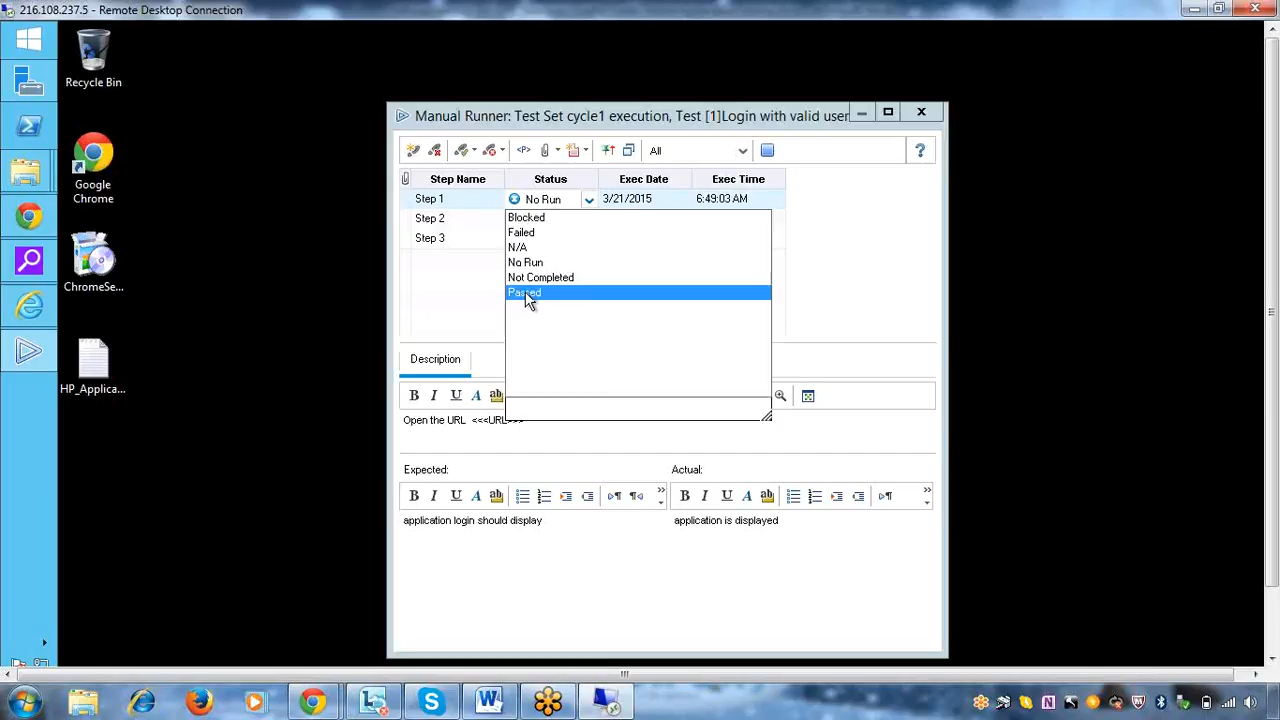 216.108.237.5 - Remote Desktop Connection
Recycle Bin
Google
Chrome
ChromeSe...
HP_Applica...
Manual Runner: Test Set cycle1 execution, Test [1]Login with valid user
All
Step Name Status Exec Date Exec Time
Step 1 No Run 3/21/2015 6:49:03 AM
Step 2
Step 3
Blocked
Failed
N/A
No Run
Not Completed
Passed
Description
Open the URL <<<URL>>>
Expected: Actual:
application login should display application is displayed